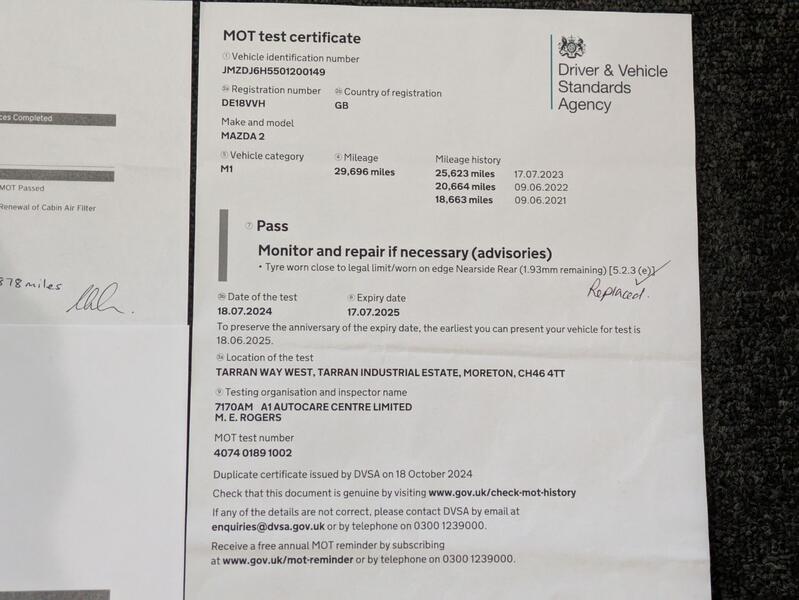 ces Completed
MOT Passed
Renewal of Cabin Air Filter
878 miles
MOT test certificate
① Vehicle identification number
JMZDJ6H5501200149
Registration number
DE18VVH
Country of registration
GB
Make and model
MAZDA 2
⑤ Vehicle category
M1
④ Mileage
29,696 miles
Mileage history
25,623 miles 17.07.2023
20,664 miles 09.06.2022
18,663 miles 09.06.2021
Driver & Vehicle
Standards
Agency
⑦ Pass
Monitor and repair if necessary (advisories)
• Tyre worn close to legal limit/worn on edge Nearside Rear (1.93mm remaining) [5.2.3 (e)]
Replaced.
Date of the test
18.07.2024
⑧ Expiry date
17.07.2025
To preserve the anniversary of the expiry date, the earliest you can present your vehicle for test is
18.06.2025.
Location of the test
TARRAN WAY WEST, TARRAN INDUSTRIAL ESTATE, MORETON, CH46 4TT
⑨ Testing organisation and inspector name
7170AM A1 AUTOCARE CENTRE LIMITED
M. E. ROGERS
MOT test number
4074 0189 1002
Duplicate certificate issued by DVSA on 18 October 2024
Check that this document is genuine by visiting www.gov.uk/check-mot-history
If any of the details are not correct, please contact DVSA by email at
enquiries@dvsa.gov.uk or by telephone on 0300 1239000.
Receive a free annual MOT reminder by subscribing
at www.gov.uk/mot-reminder or by telephone on 0300 1239000.